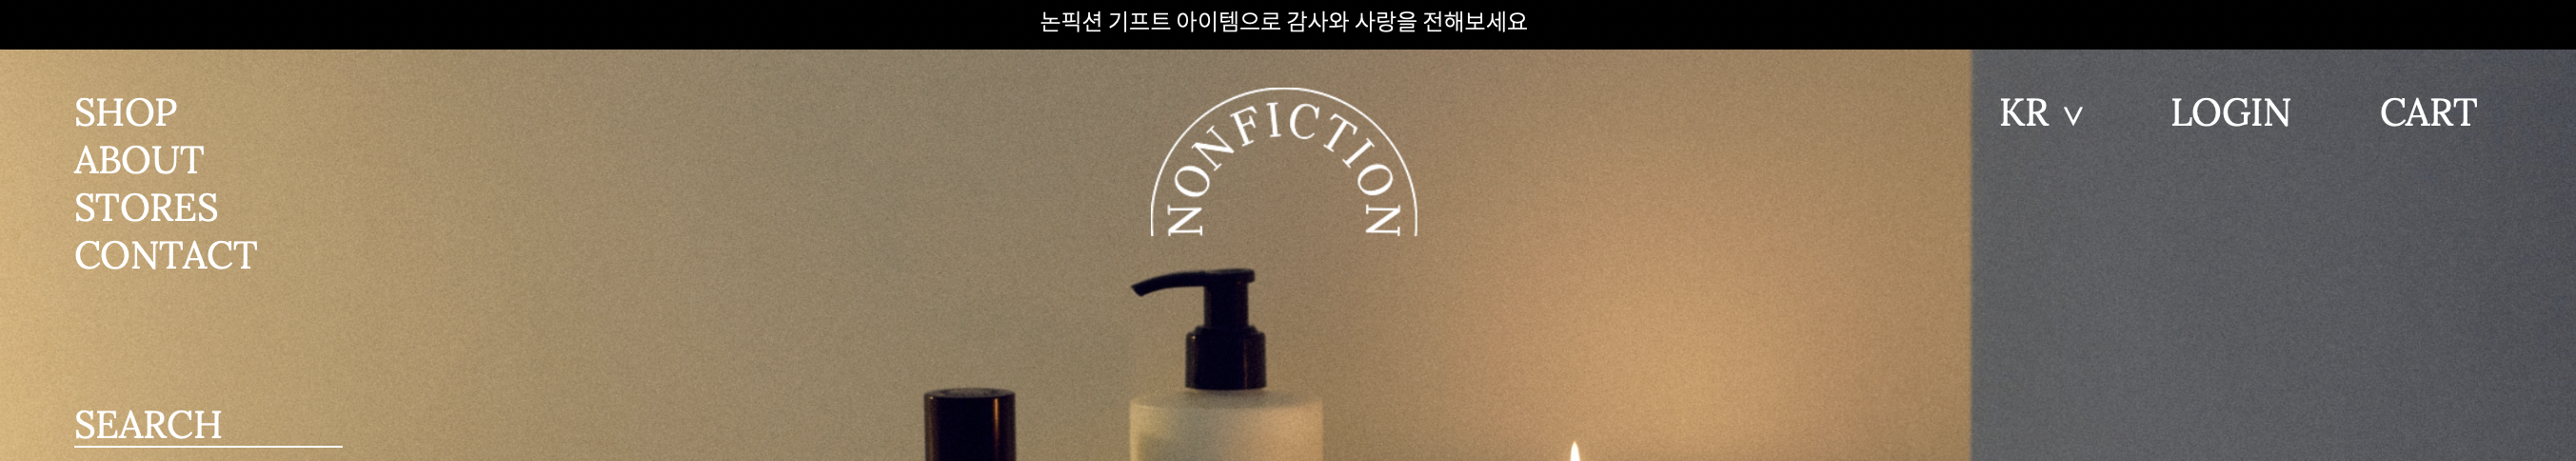 논픽션 기프트 아이템으로 감사와 사랑을 전해보세요
SHOP
ABOUT
STORES
CONTACT
NONFICTION
KR ∨
LOGIN
CART
SEARCH